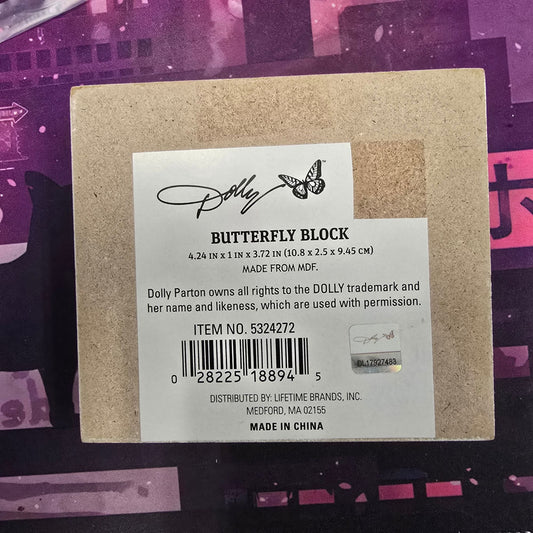 Dolly
™
BUTTERFLY BLOCK
4.24 IN X 1 IN X 3.72 IN (10.8 X 2.5 X 9.45 CM)
MADE FROM MDF.
Dolly Parton owns all rights to the DOLLY trademark and
her name and likeness, which are used with permission.
ITEM NO. 5324272
Dolly
DL17927483
0 28225 18894 5
DISTRIBUTED BY: LIFETIME BRANDS, INC.
MEDFORD, MA 02155
MADE IN CHINA